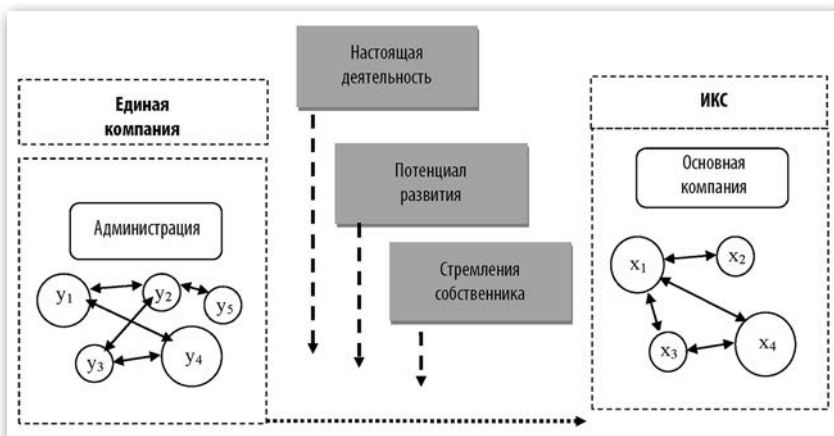 Единая
компания
Администрация
y1
y2
y5
y3
y4
Настоящая
деятельность
Потенциал
развития
Стремления
собственника
ИКС
Основная
компания
x1
x2
x3
x4